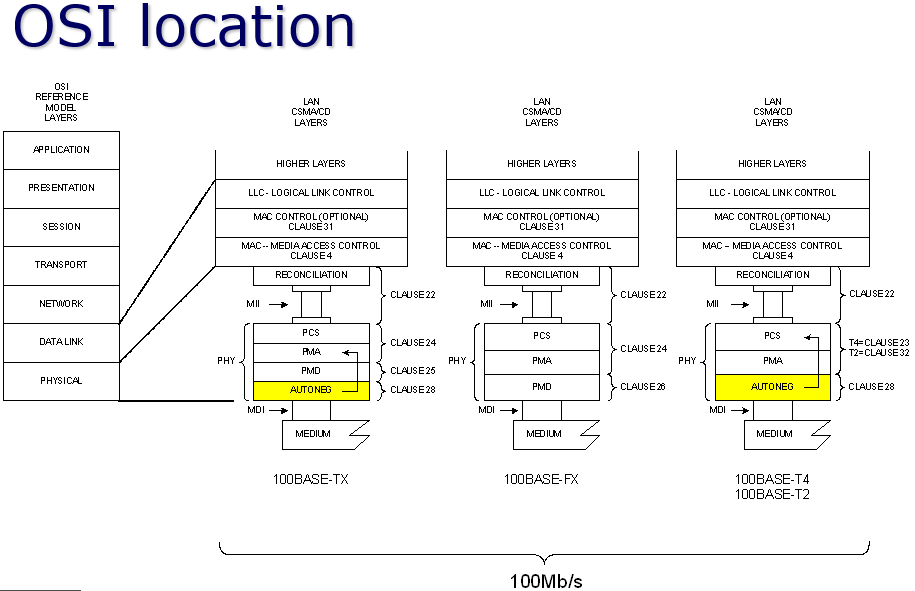 OSI location
OSI
REFERENCE
MODEL
LAYERS
APPLICATION
PRESENTATION
SESSION
TRANSPORT
NETWORK
DATA LINK
PHYSICAL
LAN
CSMA/CD
LAYERS
HIGHER LAYERS
LLC - LOGICAL LINK CONTROL
MAC CONTROL (OPTIONAL)
CLAUSE 31
MAC -- MEDIA ACCESS CONTROL
CLAUSE 4
RECONCILIATION
MII
CLAUSE 22
PHY
PCS
PMA
CLAUSE 24
PMD
CLAUSE 25
AUTONEG
CLAUSE 28
MDI
MEDIUM
100BASE-TX
LAN
CSMA/CD
LAYERS
HIGHER LAYERS
LLC - LOGICAL LINK CONTROL
MAC CONTROL (OPTIONAL)
CLAUSE 31
MAC -- MEDIA ACCESS CONTROL
CLAUSE 4
RECONCILIATION
MII
CLAUSE 22
PHY
PCS
PMA
CLAUSE 24
PMD
CLAUSE 26
MDI
MEDIUM
100BASE-FX
LAN
CSMA/CD
LAYERS
HIGHER LAYERS
LLC - LOGICAL LINK CONTROL
MAC CONTROL (OPTIONAL)
CLAUSE 31
MAC – MEDIA ACCESS CONTROL
CLAUSE 4
RECONCILIATION
MII
CLAUSE 22
PHY
PCS
T4=CLAUSE 23
T2=CLAUSE 32
PMA
AUTONEG
CLAUSE 28
MDI
MEDIUM
100BASE-T4
100BASE-T2
100Mb/s